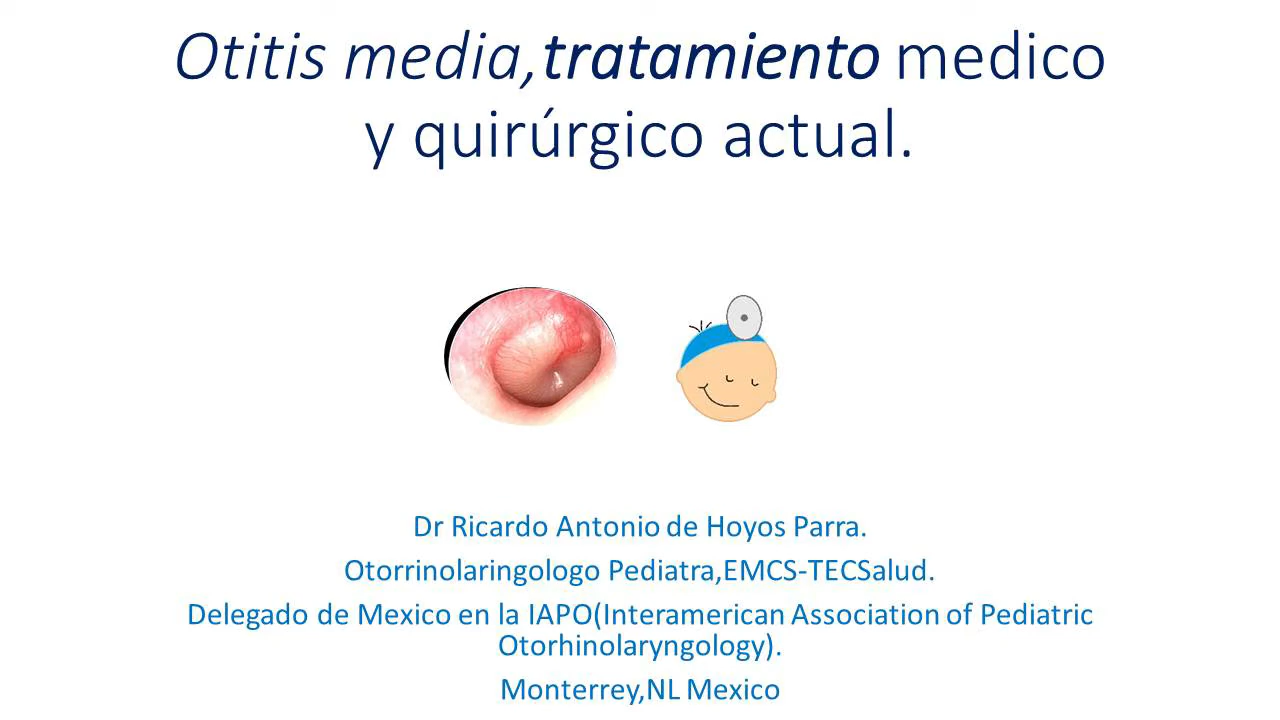 Otitis media,tratamiento medico
y quirúrgico actual.
Dr Ricardo Antonio de Hoyos Parra.
Otorrinolaringologo Pediatra,EMCS-TECSalud.
Delegado de Mexico en la IAPO(Interamerican Association of Pediatric
Otorhinolaryngology).
Monterrey,NL Mexico